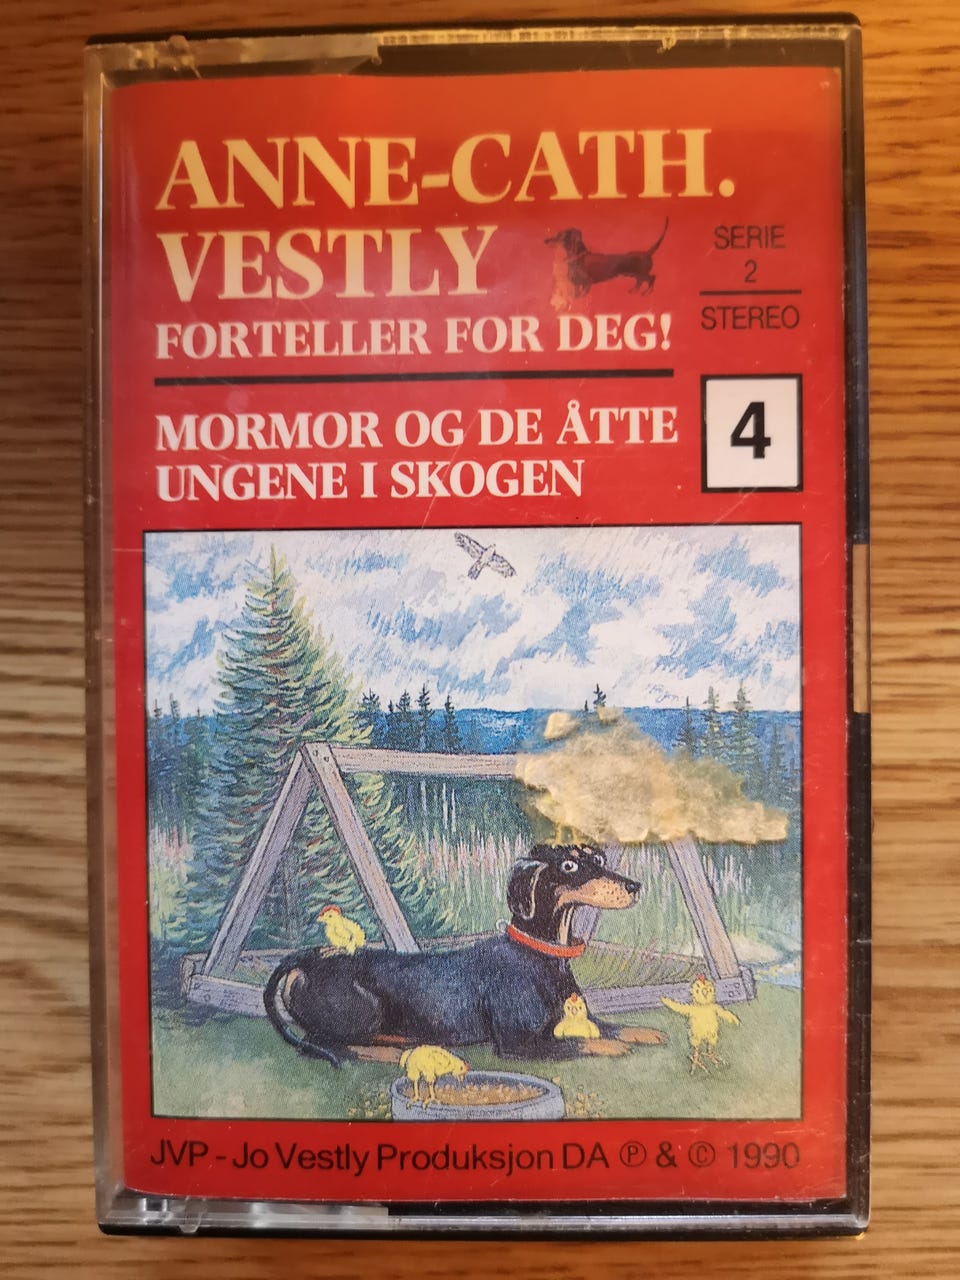 ANNE-CATH.
VESTLY
FORTELLER FOR DEG!
SERIE
2
STEREO
MORMOR OG DE ÅTTE
UNGENE I SKOGEN
4
JVP - Jo Vestly Produksjon DA ℗ & © 1990